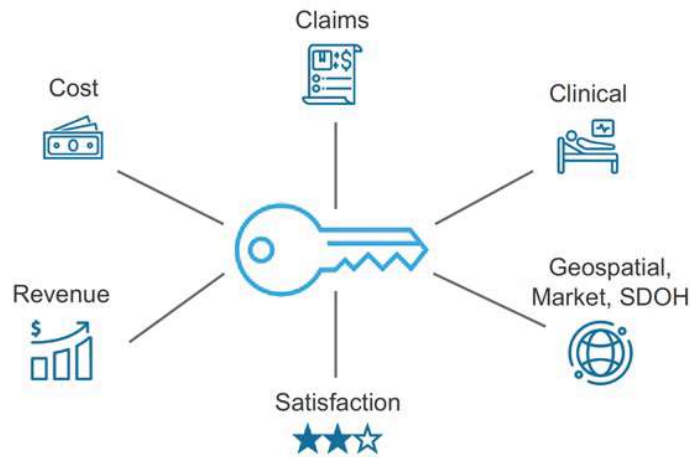 Claims
$
Cost
Clinical
Geospatial,
Market, SDOH
Revenue
$
Satisfaction